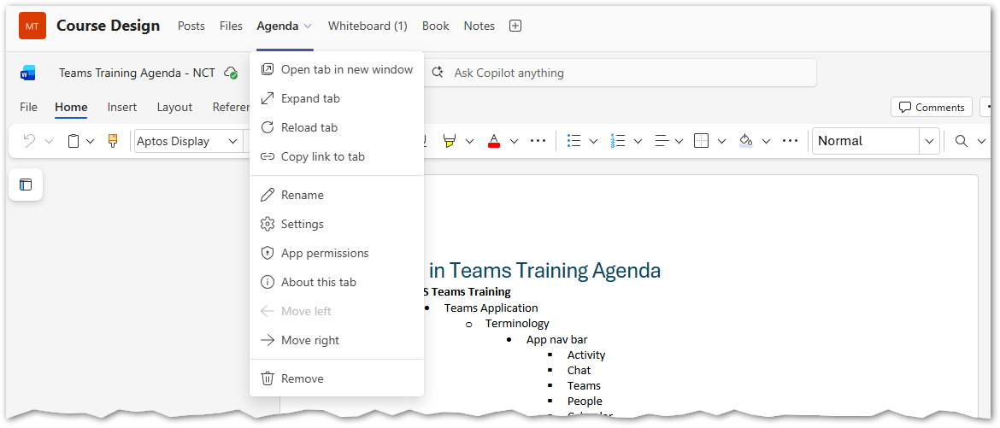 MT Course Design Posts Files Agenda Whiteboard (1) Book Notes
Teams Training Agenda - NCT Ask Copilot anything
File Home Insert Layout Comments
Aptos Display A Normal
Open tab in new window
Expand tab
Reload tab
Copy link to tab
Rename
Settings
App permissions
About this tab
Move left
Move right
Remove
in Teams Training Agenda
S Teams Training
Teams Application
Terminology
App nav bar
Activity
Chat
Teams
People